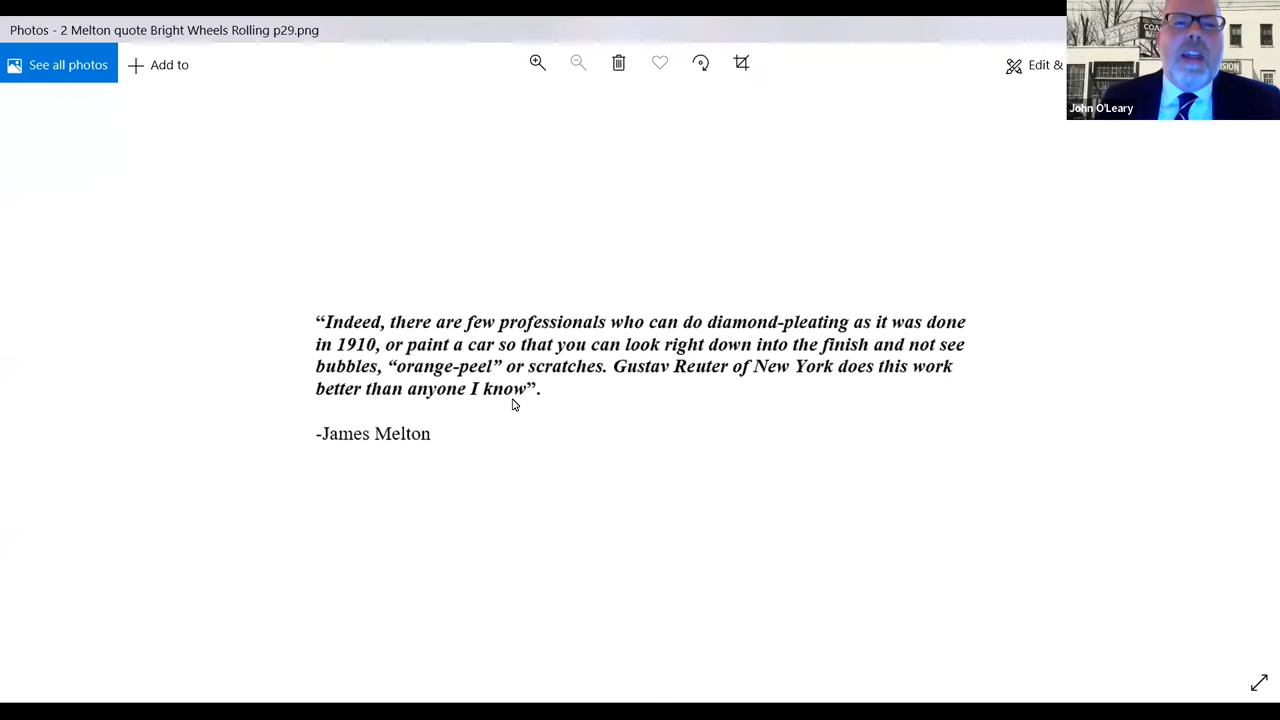 Photos - 2 Melton quote Bright Wheels Rolling p29.png
See all photos
Add to
Edit &
John O'Leary
“Indeed, there are few professionals who can do diamond-pleating as it was done
in 1910, or paint a car so that you can look right down into the finish and not see
bubbles, “orange-peel” or scratches. Gustav Reuter of New York does this work
better than anyone I know”.
-James Melton